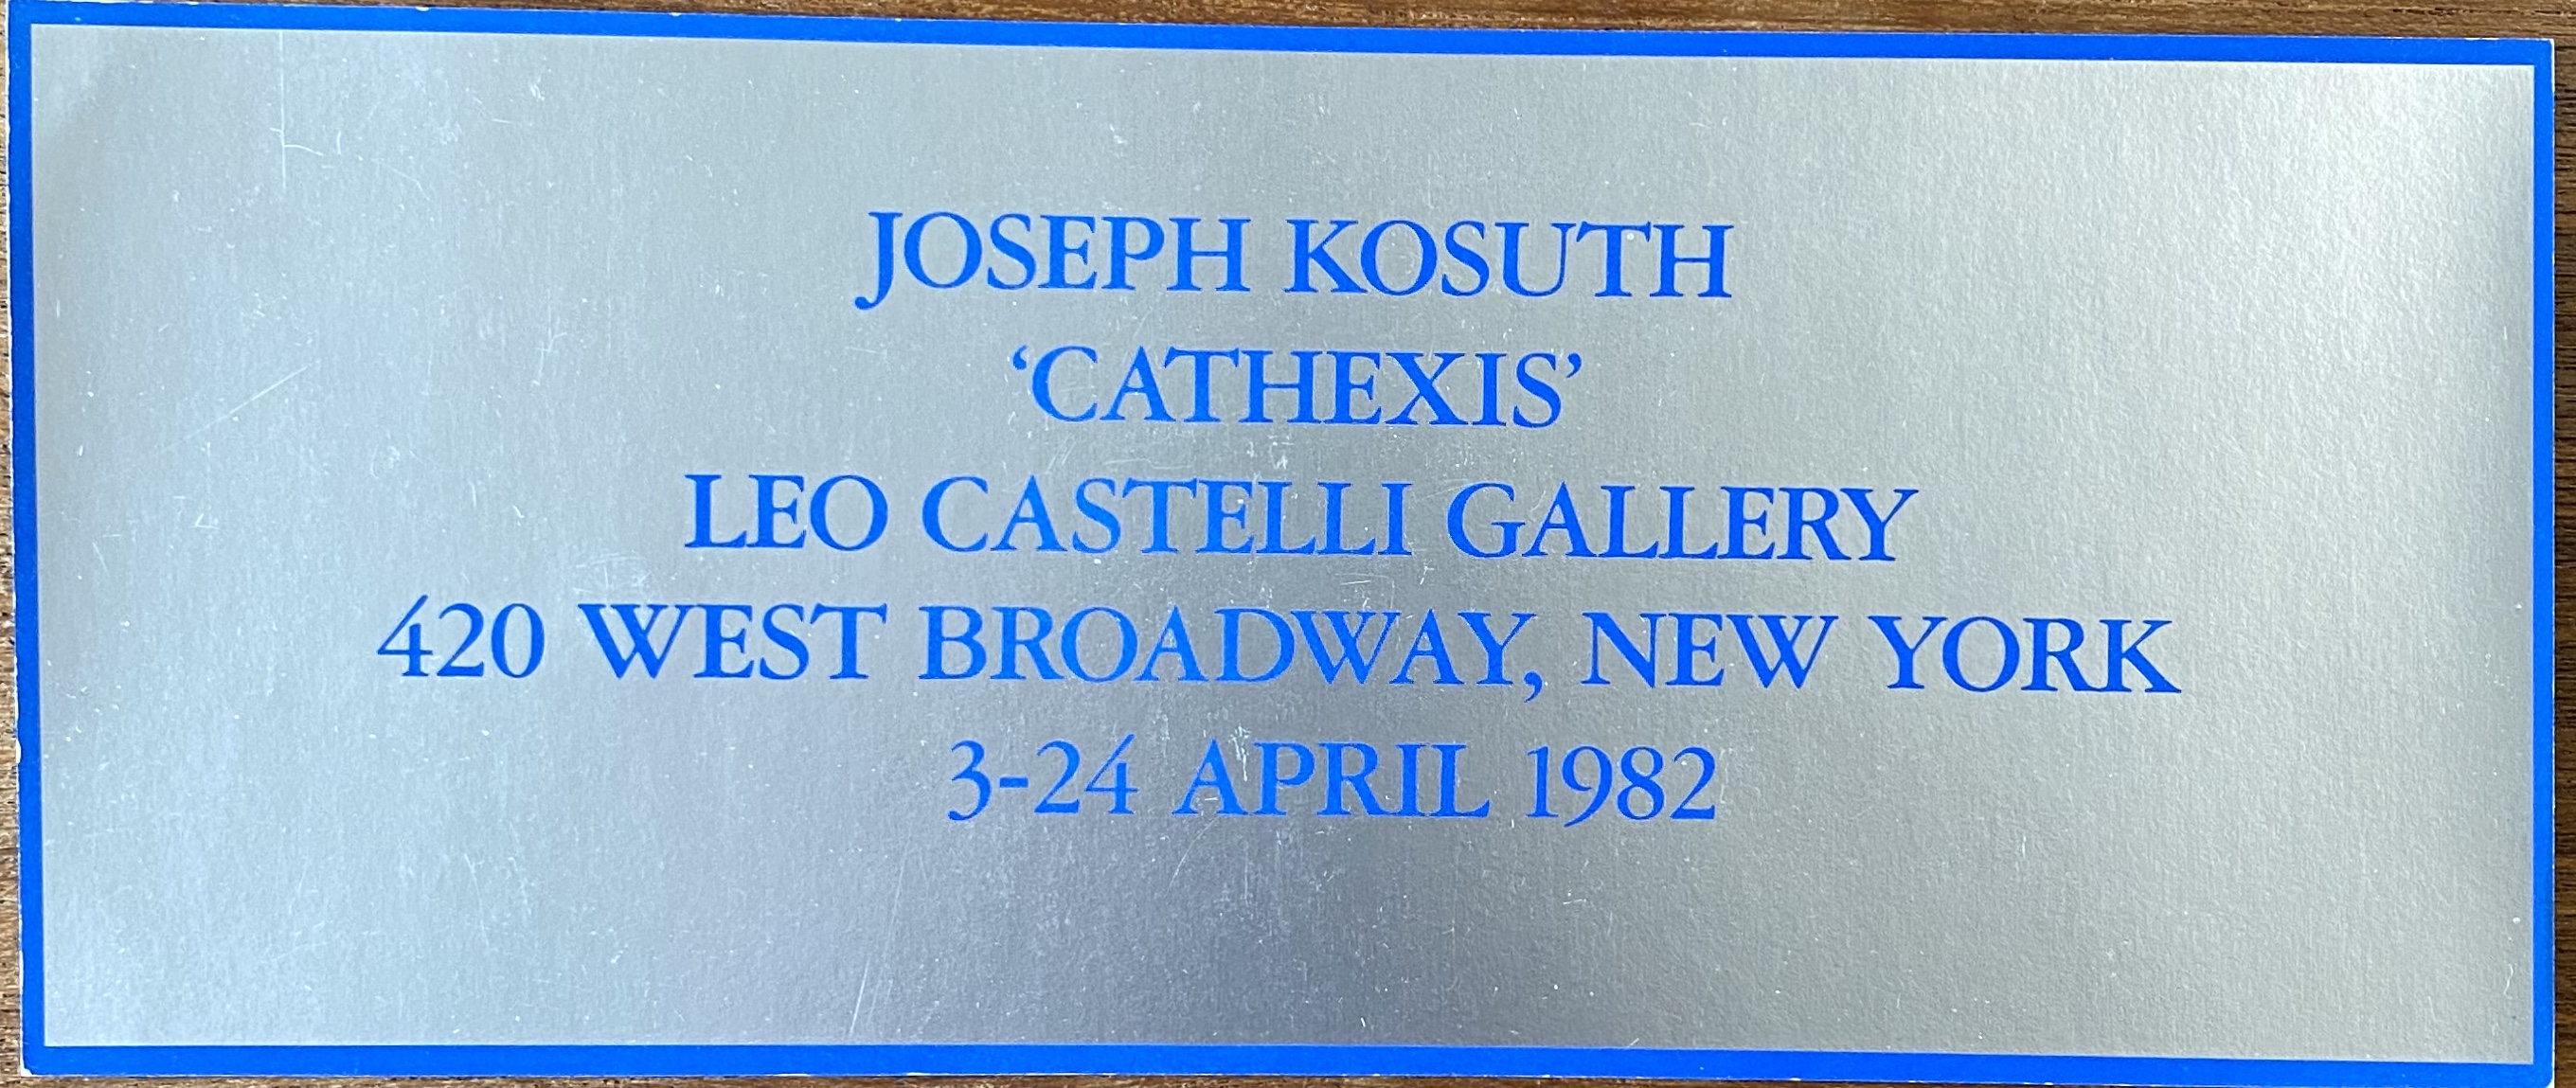 JOSEPH KOSUTH
‘CATHEXIS’
LEO CASTELLI GALLERY
420 WEST BROADWAY, NEW YORK
3-24 APRIL 1982